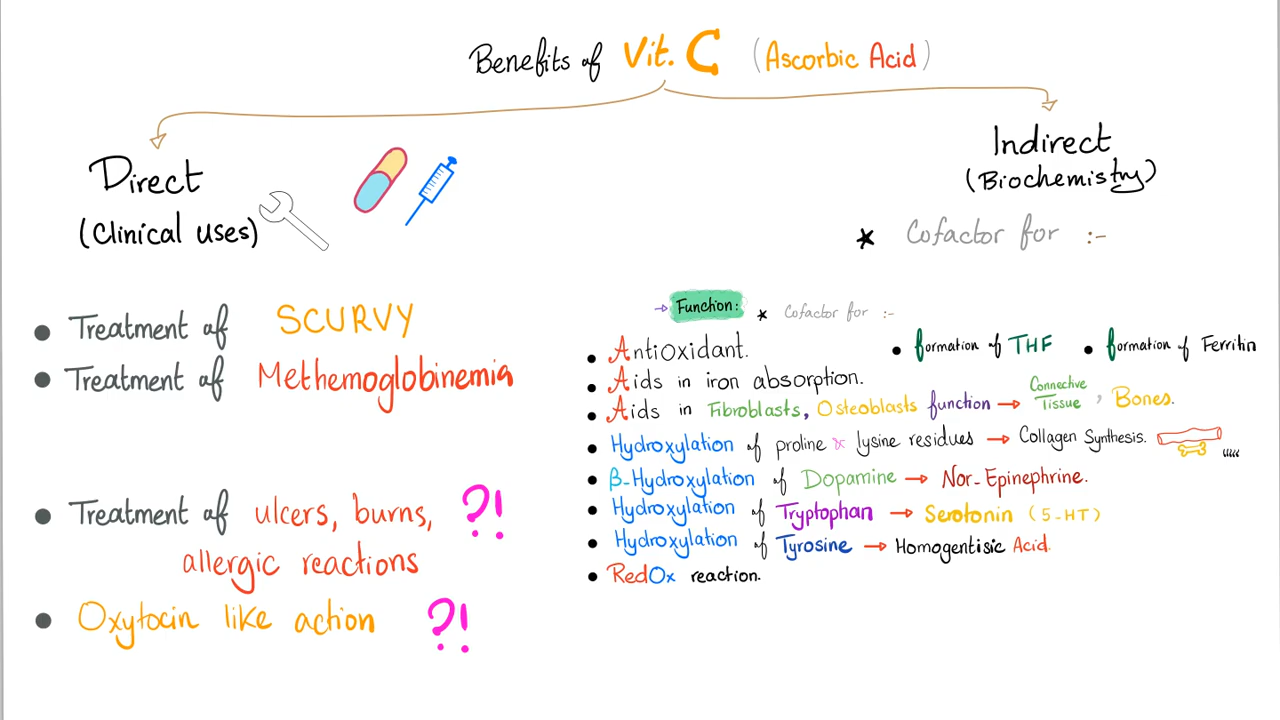 Benefits of Vit. C (Ascorbic Acid)
Direct
(Clinical uses)
• Treatment of SCURVY
• Treatment of Methemoglobinemia
• Treatment of ulcers, burns, ?!
allergic reactions
• Oxytocin like action ?!
Indirect
(Biochemistry)
* Cofactor for :-
→ Function: * Cofactor for :-
• AntiOxidant. • formation of THF • formation of Ferritin
• Aids in iron absorption.
• Aids in Fibroblasts, Osteoblasts function → Connective Tissue, Bones.
• Hydroxylation of proline & lysine residues → Collagen Synthesis.
• β-Hydroxylation of Dopamine → Nor-Epinephrine.
• Hydroxylation of Tryptophan → Serotonin (5-HT)
• Hydroxylation of Tyrosine → Homogentisic Acid.
• RedOx reaction.